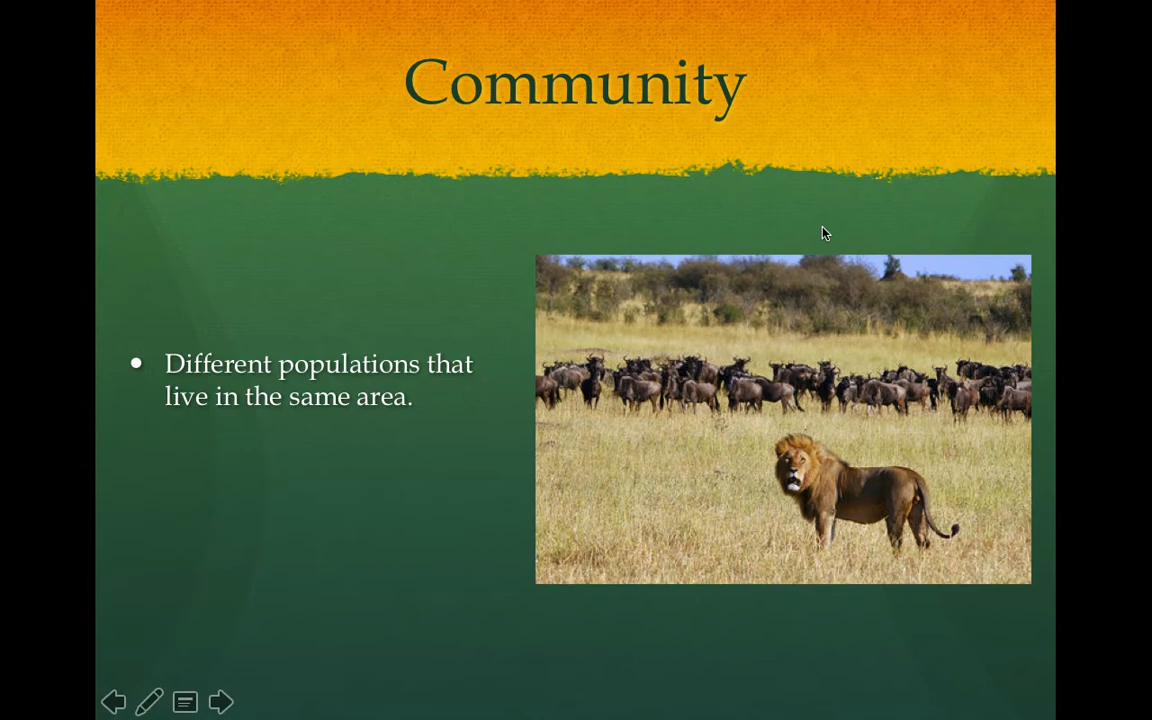 Community
• Different populations that
live in the same area.